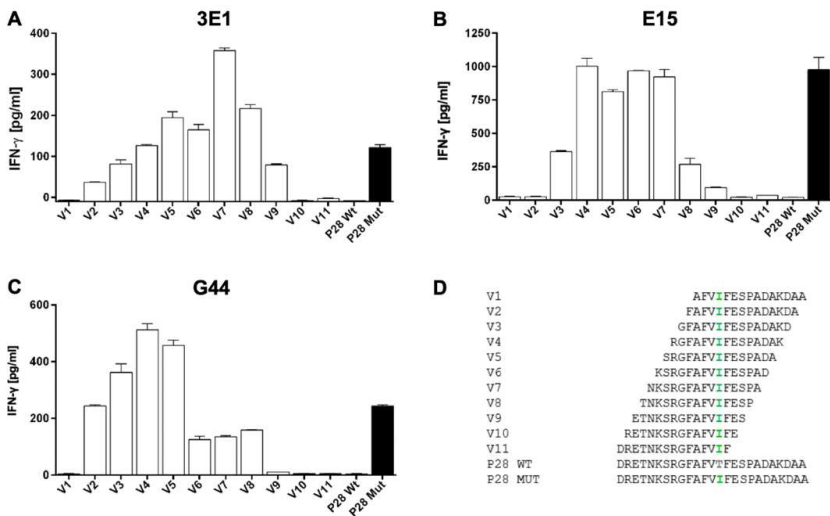 A
3E1
IFN-γ [pg/ml]
400
300
200
100
0
V1 V2 V3 V4 V5 V6 V7 V8 V9 V10 V11 P28 Wt P28 Mut
B
E15
IFN-γ [pg/ml]
1250
1000
750
500
250
0
V1 V2 V3 V4 V5 V6 V7 V8 V9 V10 V11 P28 Wt P28 Mut
C
G44
IFN-γ [pg/ml]
600
400
200
0
V1 V2 V3 V4 V5 V6 V7 V8 V9 V10 V11 P28 Wt P28 Mut
D
V1 AFVIFESPADAKDAA
V2 FAFVIFESPADAKDA
V3 GFAFVIFESPADAKD
V4 RGFAFVIFESPADAK
V5 SRGFAFVIFESPADA
V6 KSRGFAFVIFESPAD
V7 NKSRGFAFVIFESPA
V8 TNKSRGFAFVIFESP
V9 ETNKSRGFAFVIFES
V10 RETNKSRGFAFVIFE
V11 DRETNKSRGFAFVIF
P28 WT DRETNKSRGFAFVTFESPADAKDAA
P28 MUT DRETNKSRGFAFVIFESPADAKDAA